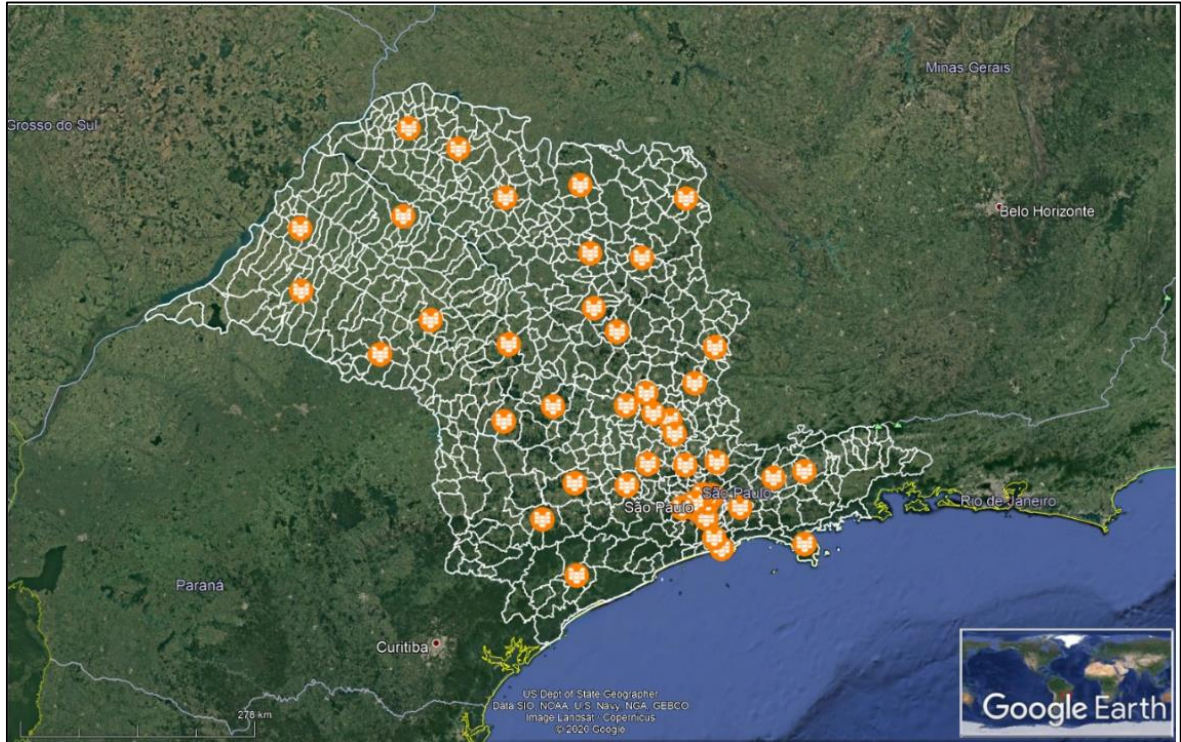 Minas Gerais
Grosso do Sul
Belo Horizonte
São Paulo
São Paulo
Rio de Janeiro
Paraná
Curitiba
US Dept of State Geographer
Data SIO, NOAA, U.S. Navy, NGA, GEBCO
Image Landsat / Copernicus
© 2020 Google
278 km
Google Earth